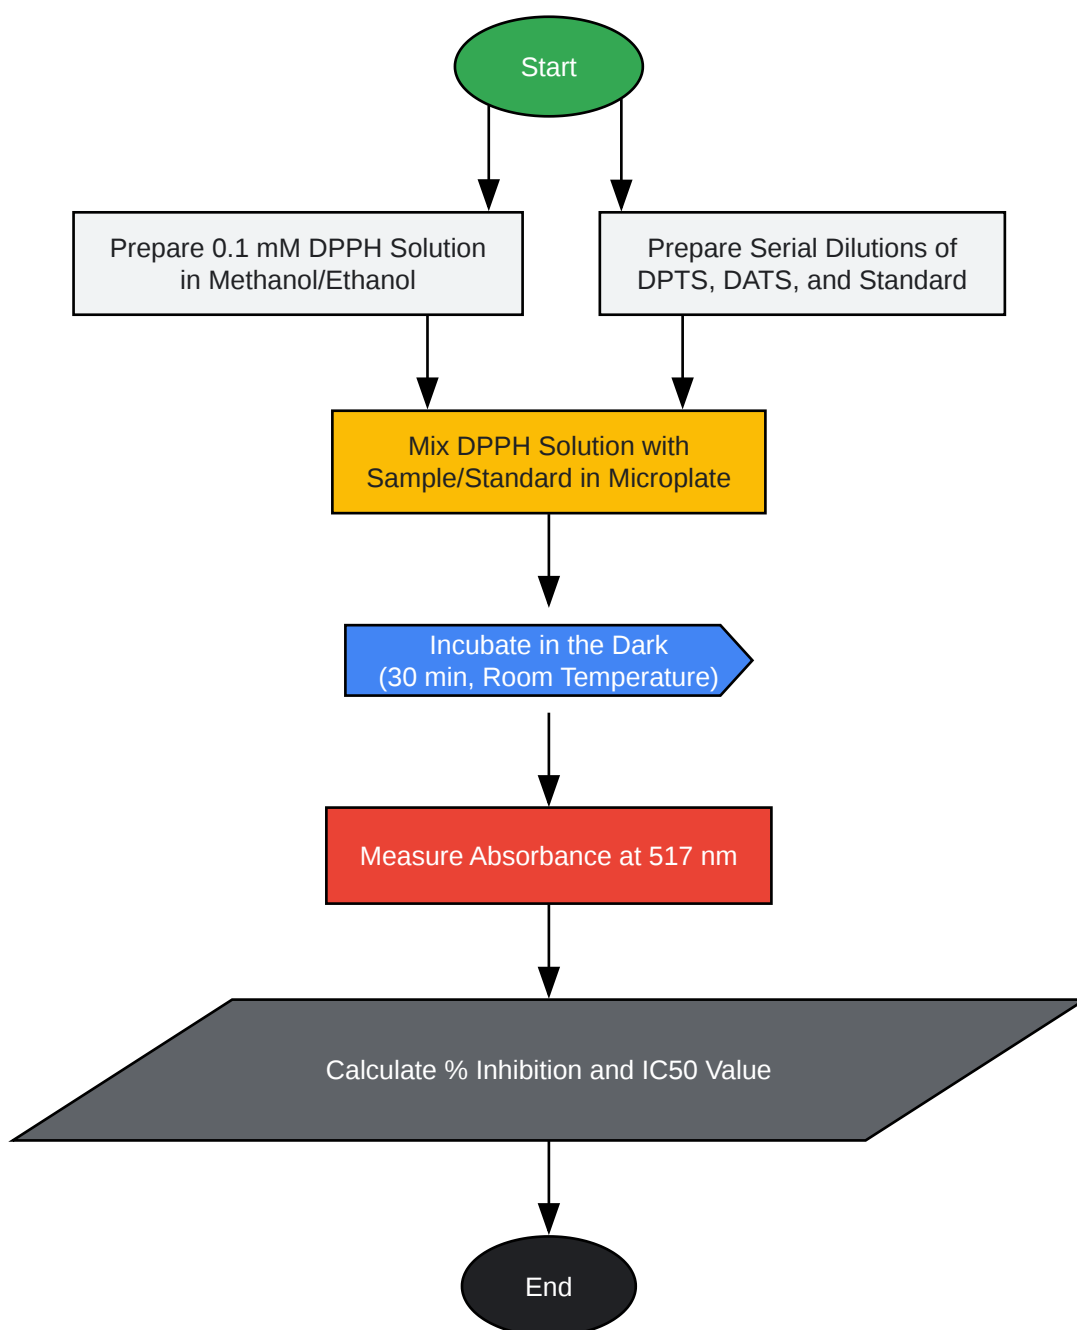 Start
Prepare 0.1 mM DPPH Solution
in Methanol/Ethanol
Prepare Serial Dilutions of
DPTS, DATS, and Standard
Mix DPPH Solution with
Sample/Standard in Microplate
Incubate in the Dark
(30 min, Room Temperature)
Measure Absorbance at 517 nm
Calculate % Inhibition and IC50 Value
End